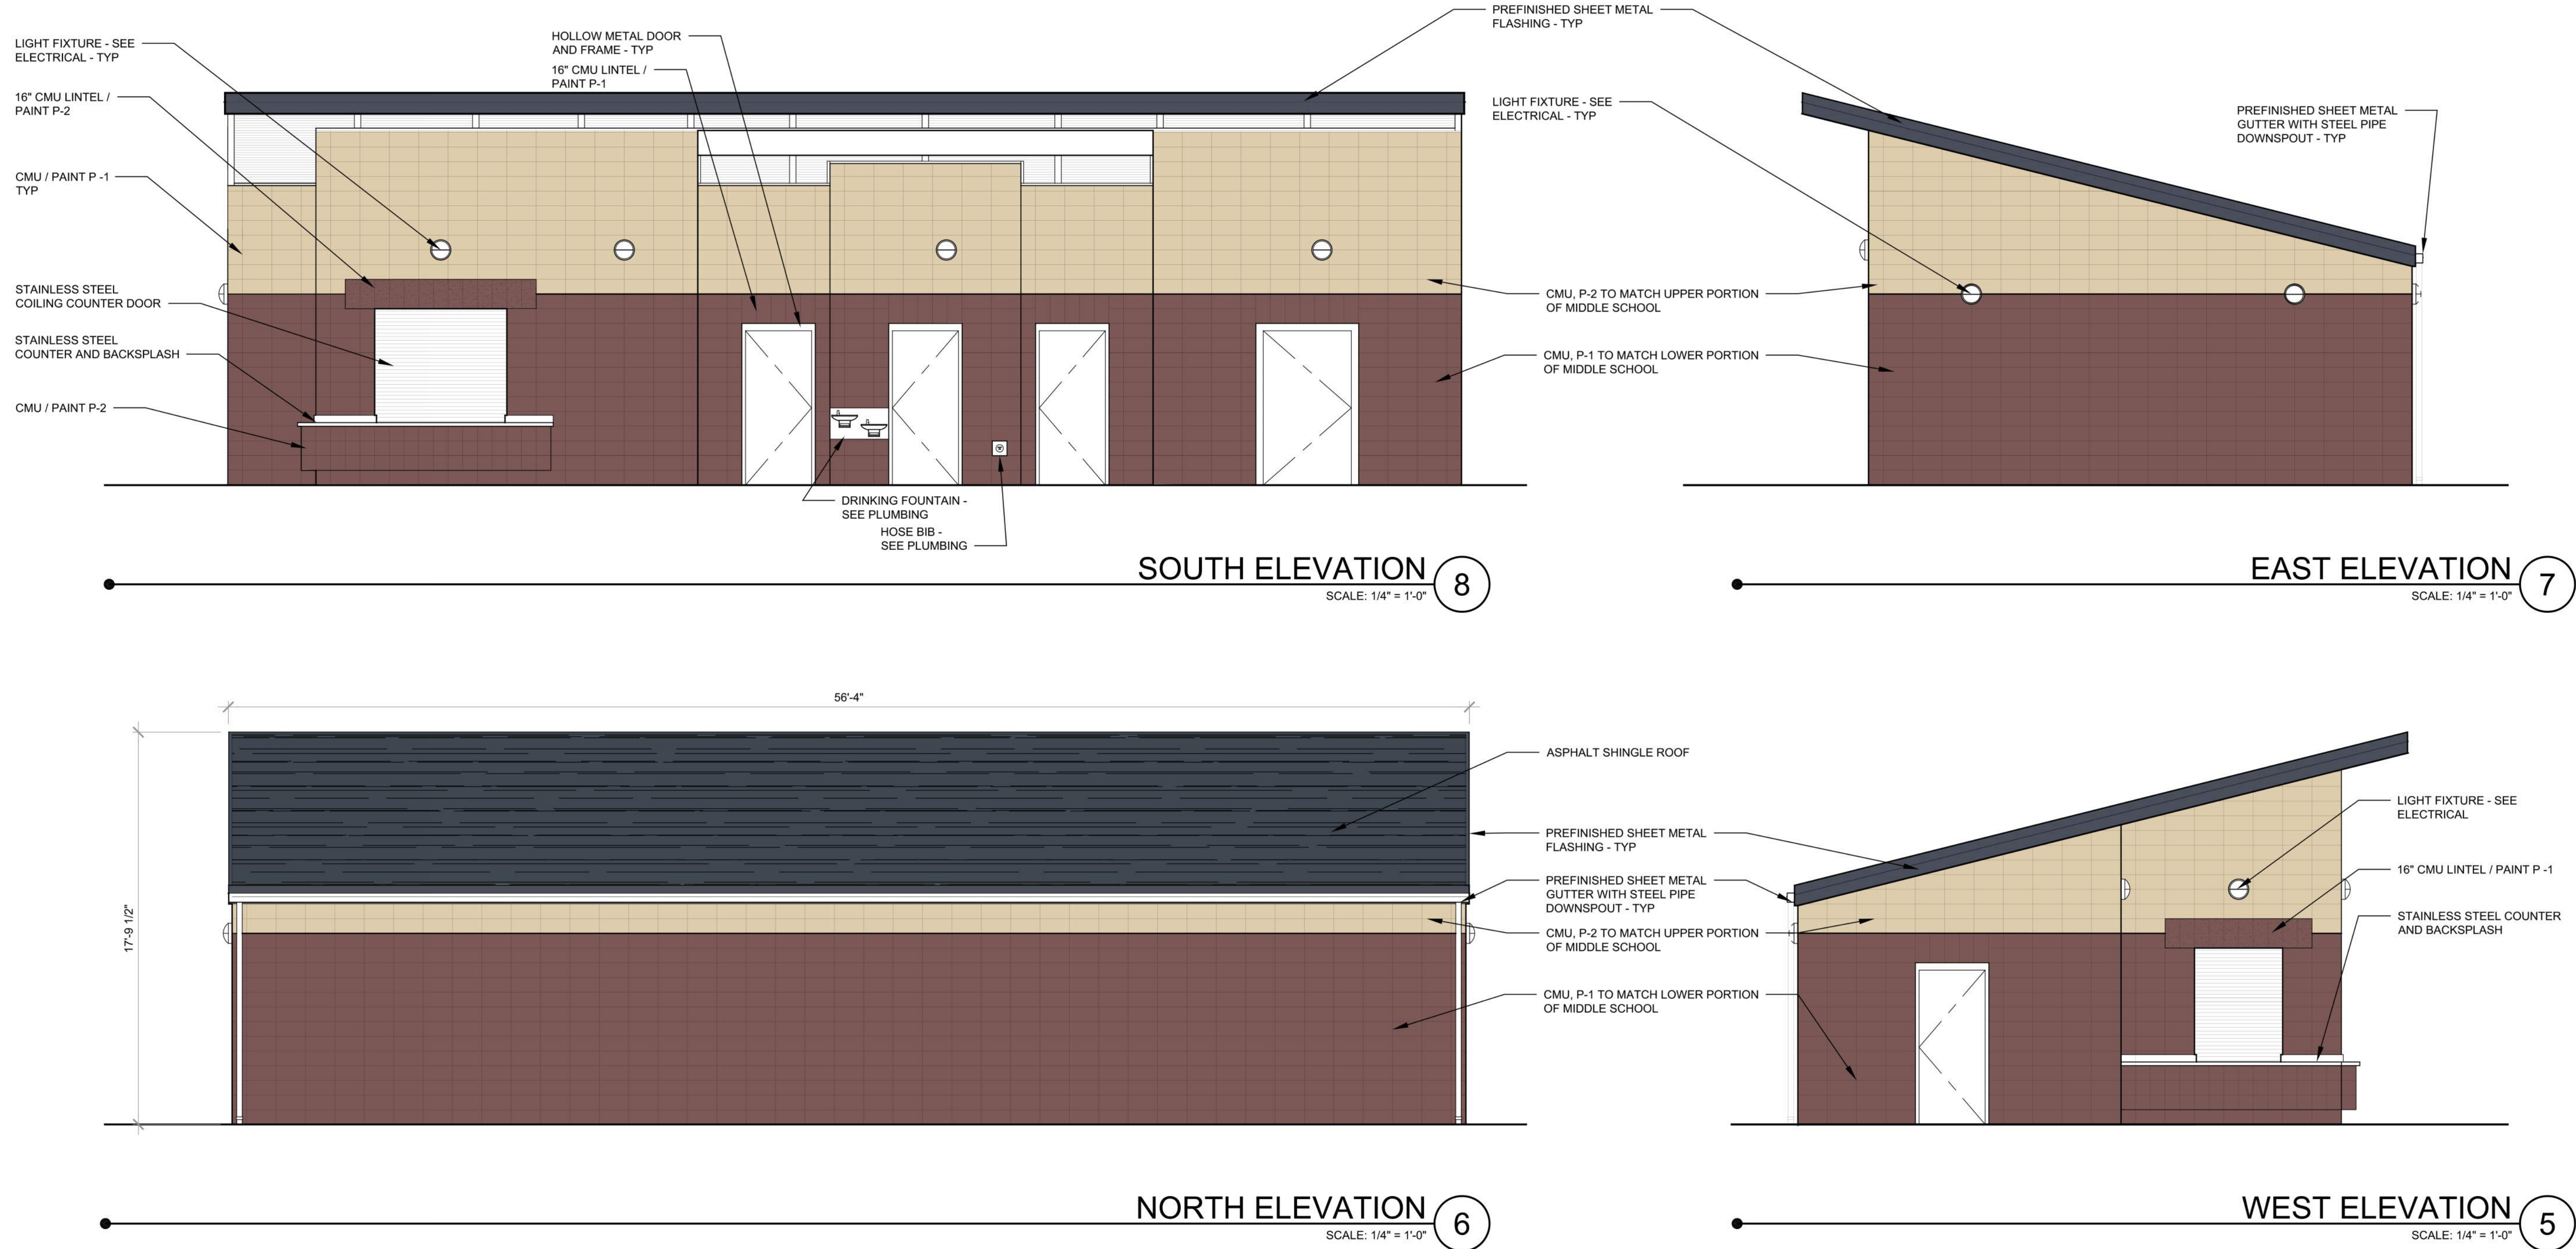 PREFINISHED SHEET METAL
FLASHING - TYP
LIGHT FIXTURE - SEE
ELECTRICAL - TYP
HOLLOW METAL DOOR
AND FRAME - TYP
16" CMU LINTEL /
PAINT P-1
16" CMU LINTEL /
PAINT P-2
CMU / PAINT P -1
TYP
STAINLESS STEEL
COILING COUNTER DOOR
STAINLESS STEEL
COUNTER AND BACKSPLASH
CMU / PAINT P-2
DRINKING FOUNTAIN -
SEE PLUMBING
HOSE BIB -
SEE PLUMBING
LIGHT FIXTURE - SEE
ELECTRICAL - TYP
PREFINISHED SHEET METAL
GUTTER WITH STEEL PIPE
DOWNSPOUT - TYP
CMU, P-2 TO MATCH UPPER PORTION
OF MIDDLE SCHOOL
CMU, P-1 TO MATCH LOWER PORTION
OF MIDDLE SCHOOL
SOUTH ELEVATION
8
SCALE: 1/4" = 1'-0"
EAST ELEVATION
7
SCALE: 1/4" = 1'-0"
56'-4"
17'-9 1/2"
ASPHALT SHINGLE ROOF
PREFINISHED SHEET METAL
FLASHING - TYP
PREFINISHED SHEET METAL
GUTTER WITH STEEL PIPE
DOWNSPOUT - TYP
CMU, P-2 TO MATCH UPPER PORTION
OF MIDDLE SCHOOL
CMU, P-1 TO MATCH LOWER PORTION
OF MIDDLE SCHOOL
LIGHT FIXTURE - SEE
ELECTRICAL
16" CMU LINTEL / PAINT P -1
STAINLESS STEEL COUNTER
AND BACKSPLASH
NORTH ELEVATION
6
SCALE: 1/4" = 1'-0"
WEST ELEVATION
5
SCALE: 1/4" = 1'-0"